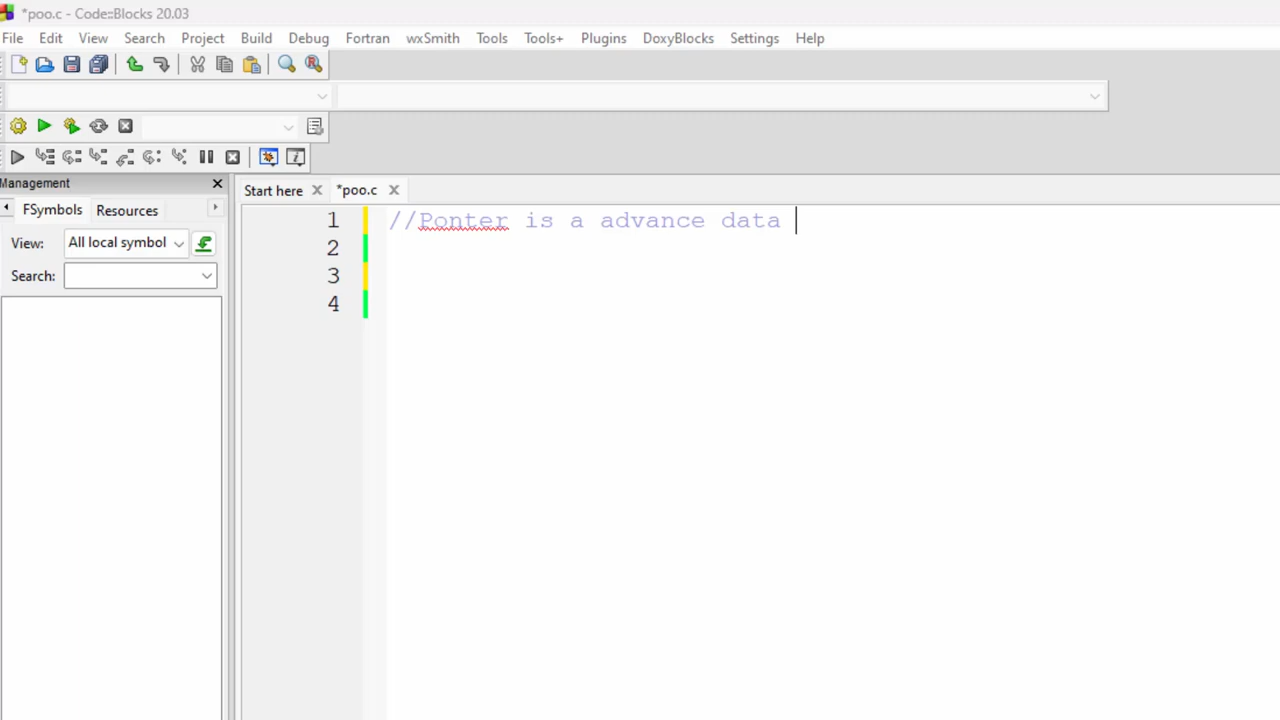 *poo.c - Code::Blocks 20.03
File Edit View Search Project Build Debug Fortran wxSmith Tools Tools+ Plugins DoxyBlocks Settings Help
Management
Start here *poo.c
FSymbols Resources
View: All local symbol
Search:
1 //Ponter is a advance data
2
3
4